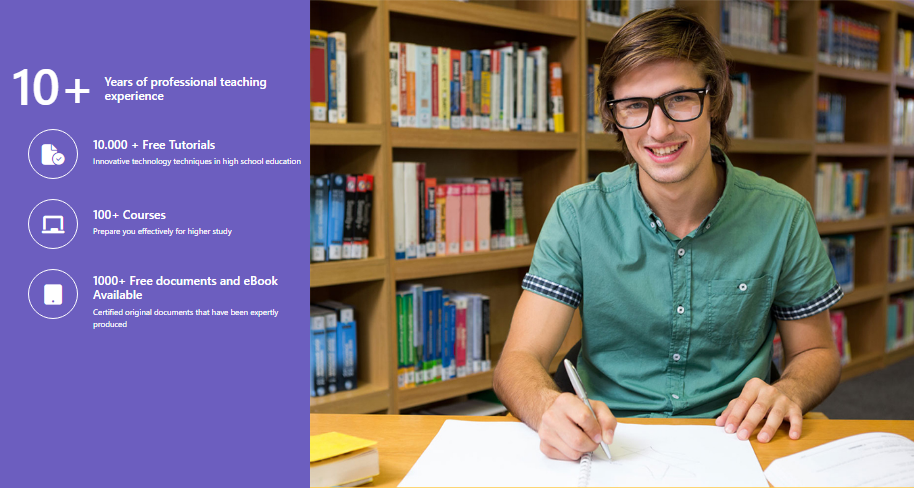 10+
Years of professional teaching
experience
10.000 + Free Tutorials
Innovative technology techniques in high school education
100+ Courses
Prepare you effectively for higher study
1000+ Free documents and eBook
Available
Certified original documents that have been expertly
produced